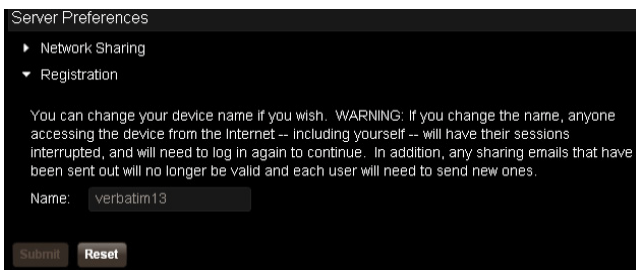 Server Preferences
Network Sharing
Registration
You can change your device name if you wish. WARNING: If you change the name, anyone
accessing the device from the Internet -- including yourself -- will have their sessions
interrupted, and will need to log in again to continue. In addition, any sharing emails that have
been sent out will no longer be valid and each user will need to send new ones.
Name: verbatim13
Submit Reset